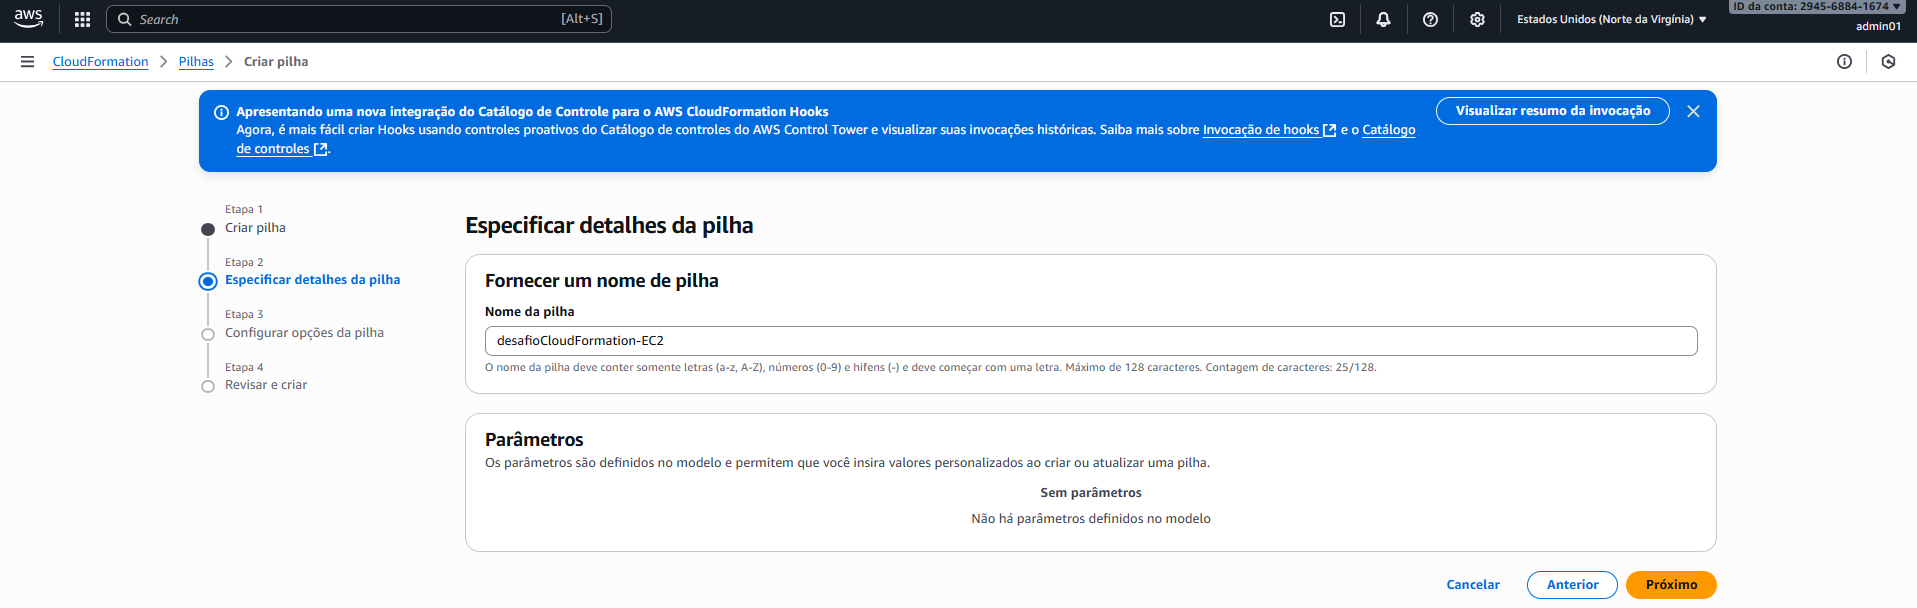 aws
Search
[Alt+S]
Estados Unidos (Norte da Virgínia) ▼
ID da conta: 2945-6884-1674 ▼
admin01
CloudFormation > Pilhas > Criar pilha
Apresentando uma nova integração do Catálogo de Controle para o AWS CloudFormation Hooks
Agora, é mais fácil criar Hooks usando controles proativos do Catálogo de controles do AWS Control Tower e visualizar suas invocações históricas. Saiba mais sobre Invocação de hooks e o Catálogo
de controles .
Visualizar resumo da invocação
Etapa 1
Criar pilha
Etapa 2
Especificar detalhes da pilha
Etapa 3
Configurar opções da pilha
Etapa 4
Revisar e criar
Especificar detalhes da pilha
Fornecer um nome de pilha
Nome da pilha
desafioCloudFormation-EC2
O nome da pilha deve conter somente letras (a-z, A-Z), números (0-9) e hifens (-) e deve começar com uma letra. Máximo de 128 caracteres. Contagem de caracteres: 25/128.
Parâmetros
Os parâmetros são definidos no modelo e permitem que você insira valores personalizados ao criar ou atualizar uma pilha.
Sem parâmetros
Não há parâmetros definidos no modelo
Cancelar
Anterior
Próximo